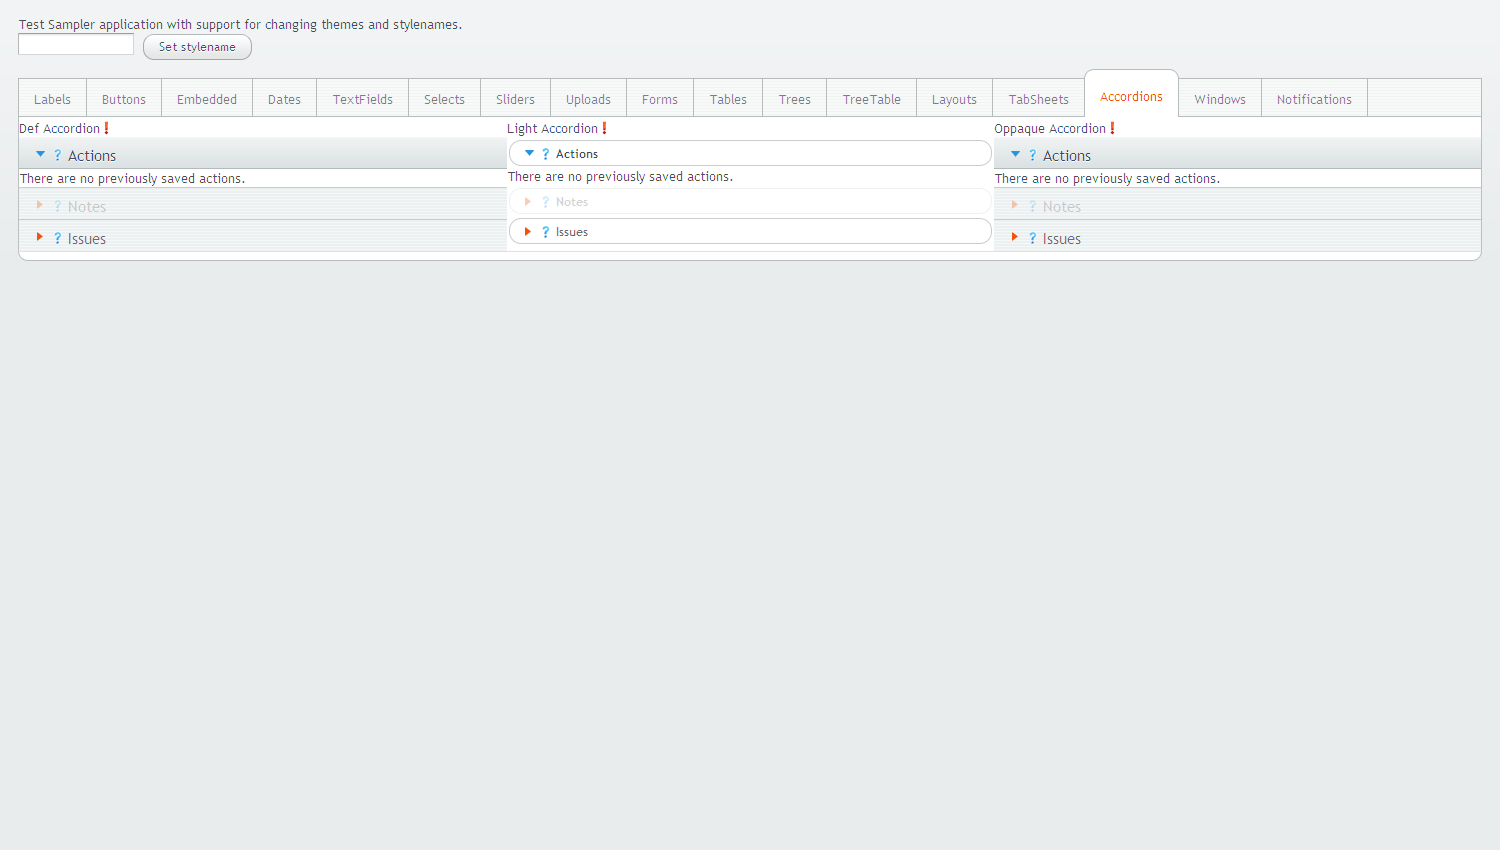 Test Sampler application with support for changing themes and stylenames.
Set stylename
Labels Buttons Embedded Dates TextFields Selects Sliders Uploads Forms Tables Trees TreeTable Layouts TabSheets Accordions Windows Notifications
Def Accordion ! Light Accordion ! Oppaque Accordion !
? Actions ? Actions ? Actions
There are no previously saved actions. There are no previously saved actions. There are no previously saved actions.
? Notes ? Notes ? Notes
? Issues ? Issues ? Issues